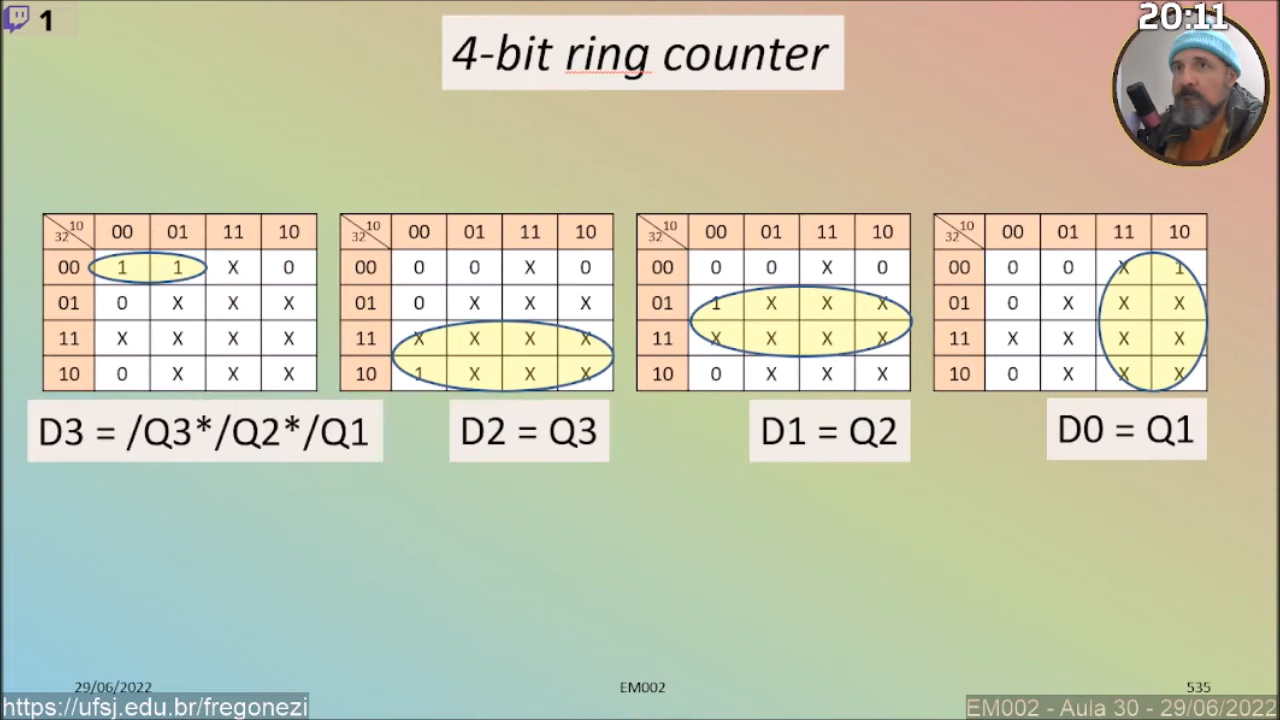 1
20:11
4-bit ring counter
10
32 00 01 11 10
00 1 1 X 0
01 0 X X X
11 X X X X
10 0 X X X
D3 = /Q3*/Q2*/Q1
10
32 00 01 11 10
00 0 0 X 0
01 0 X X X
11 X X X X
10 1 X X X
D2 = Q3
10
32 00 01 11 10
00 0 0 X 0
01 1 X X X
11 X X X X
10 0 X X X
D1 = Q2
10
32 00 01 11 10
00 0 0 X 1
01 0 X X X
11 X X X X
10 0 X X X
D0 = Q1
29/06/2022
EM002
535
https://ufsj.edu.br/fregonezi
EM002 - Aula 30 - 29/06/2022